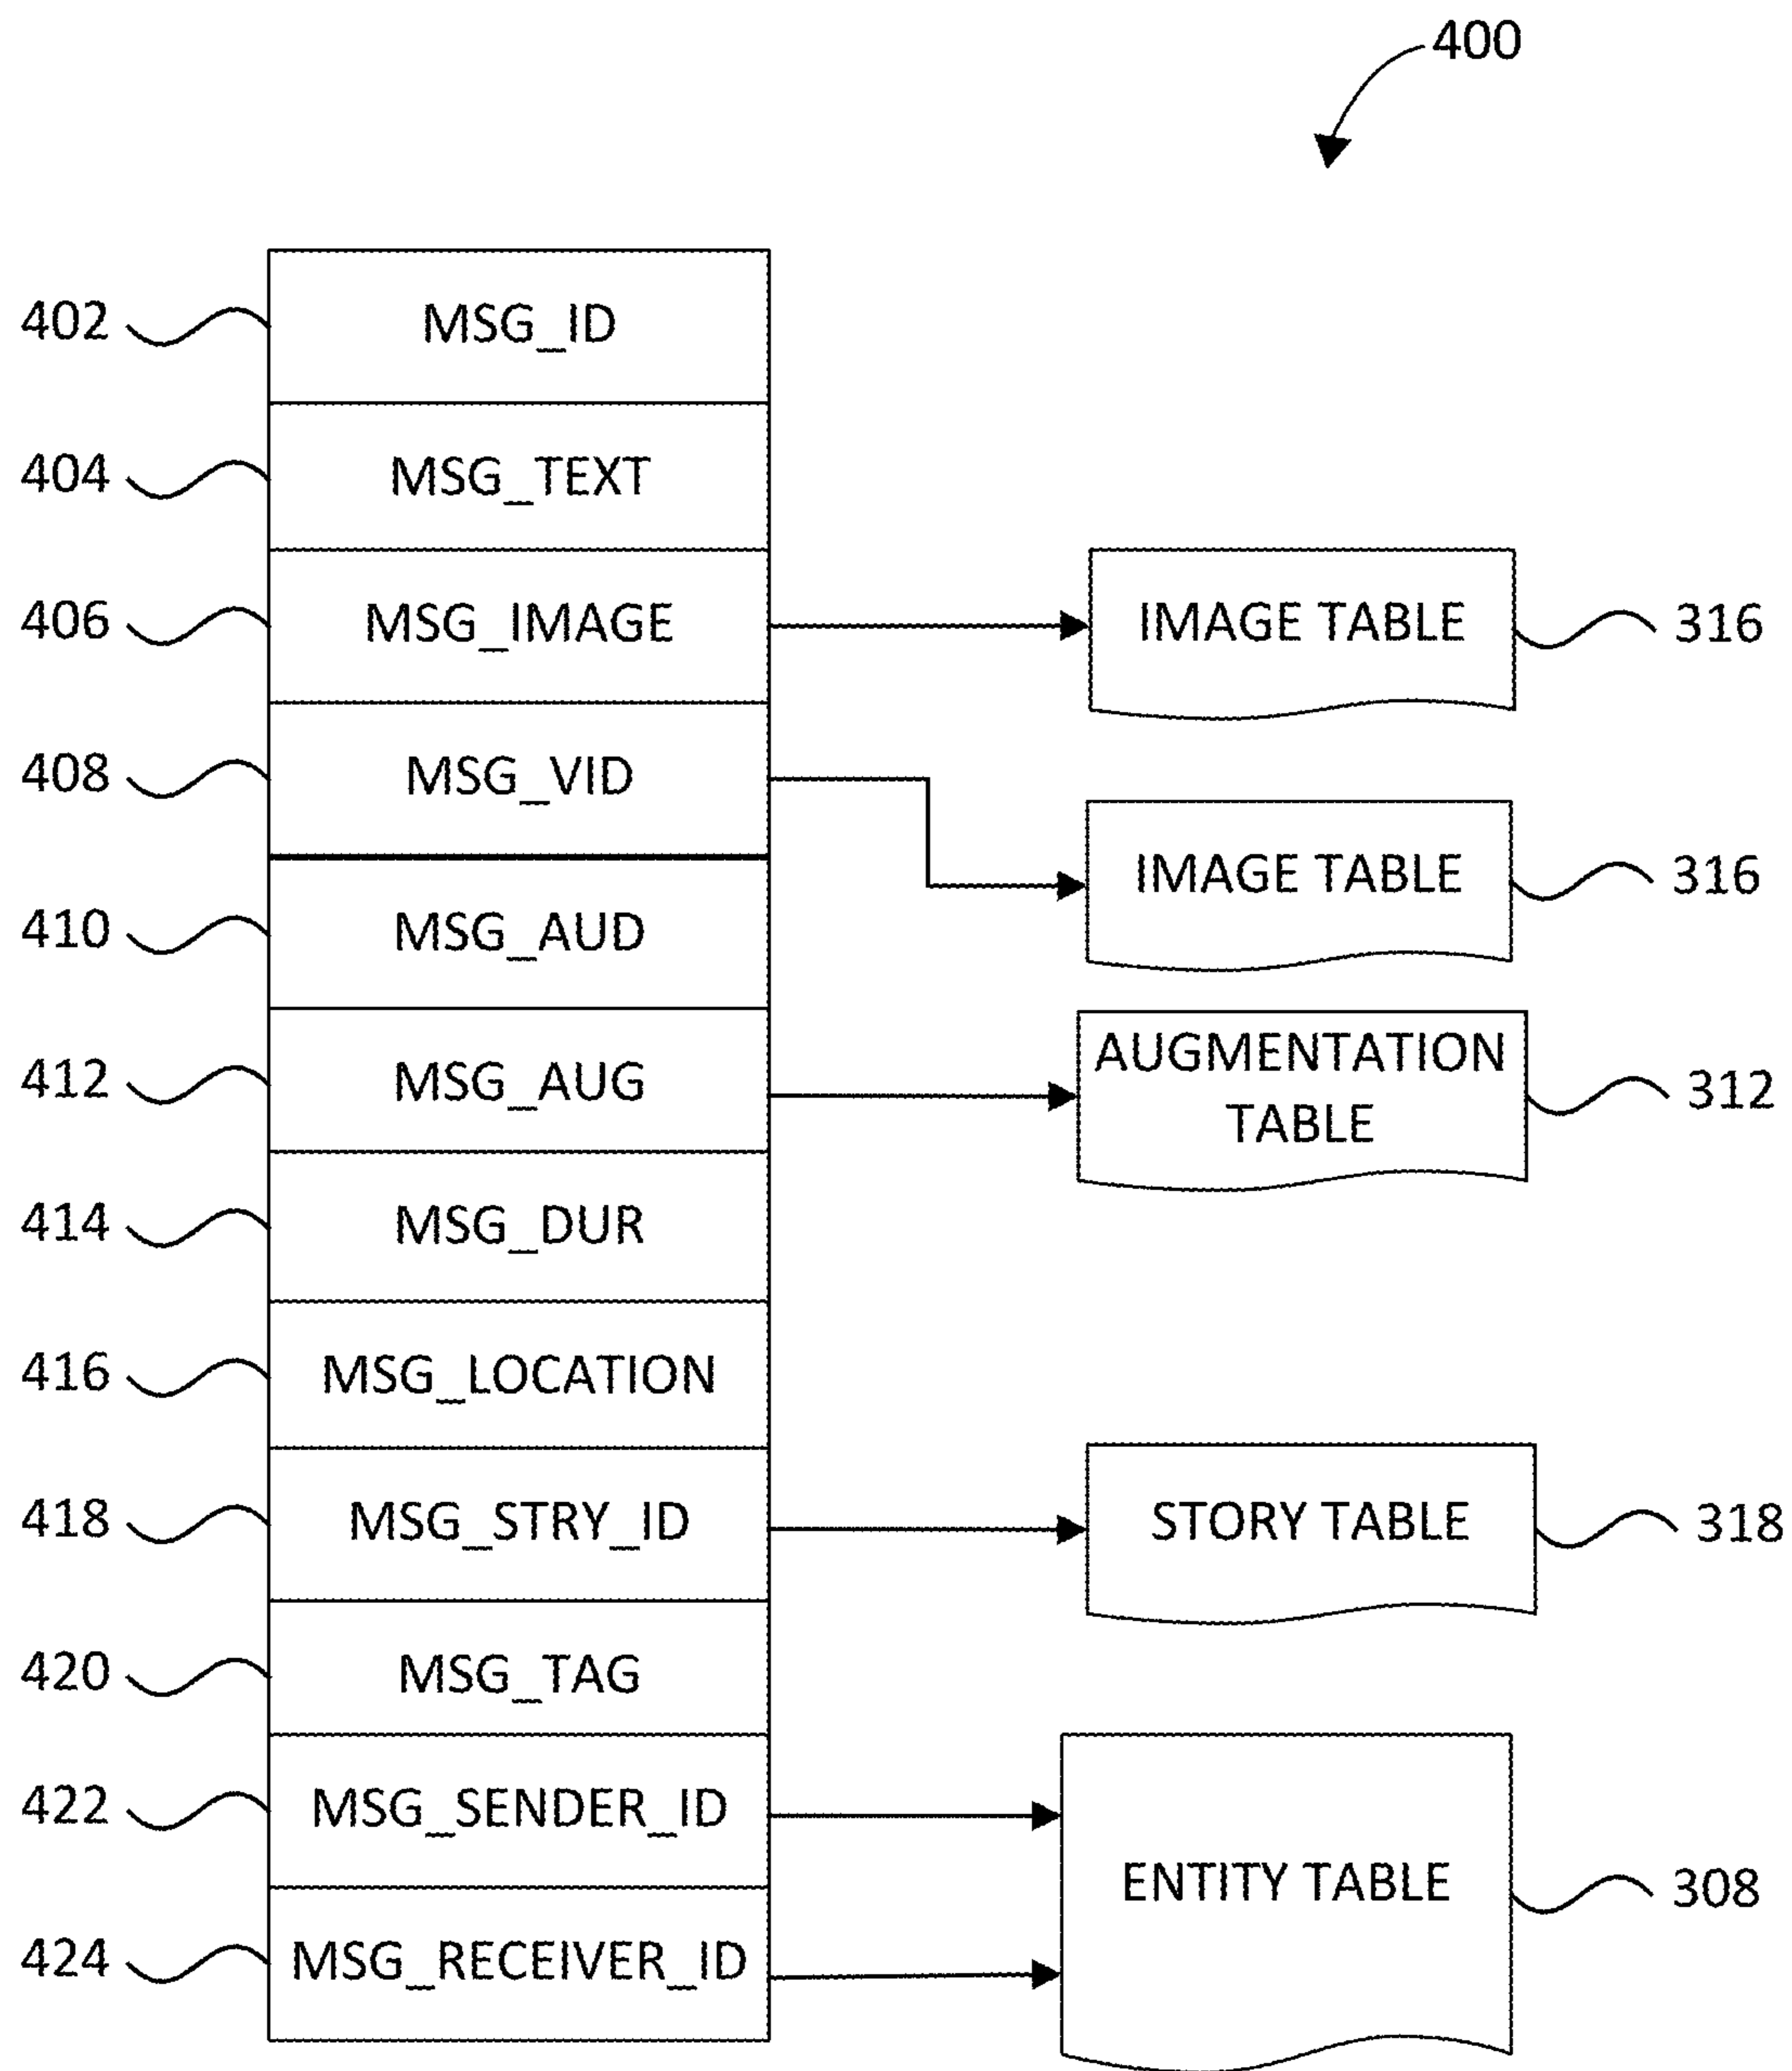 400
402 MSG_ID
404 MSG_TEXT
406 MSG_IMAGE IMAGE TABLE 316
408 MSG_VID
IMAGE TABLE 316
410 MSG_AUD
412 MSG_AUG AUGMENTATION TABLE 312
414 MSG_DUR
416 MSG_LOCATION
418 MSG_STRY_ID STORY TABLE 318
420 MSG_TAG
422 MSG_SENDER_ID
ENTITY TABLE 308
424 MSG_RECEIVER_ID